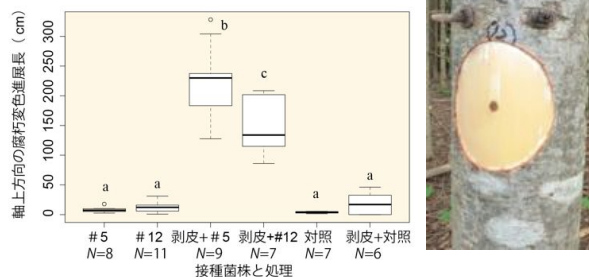 軸上方向の腐朽変色進展長（cm）
300
250
200
150
100
50
0
a
a
b
c
a
a
#5
#12
剥皮+#5
剥皮+#12
対照
剥皮+対照
N=8
N=11
N=9
N=7
N=7
N=6
接種菌株と処理